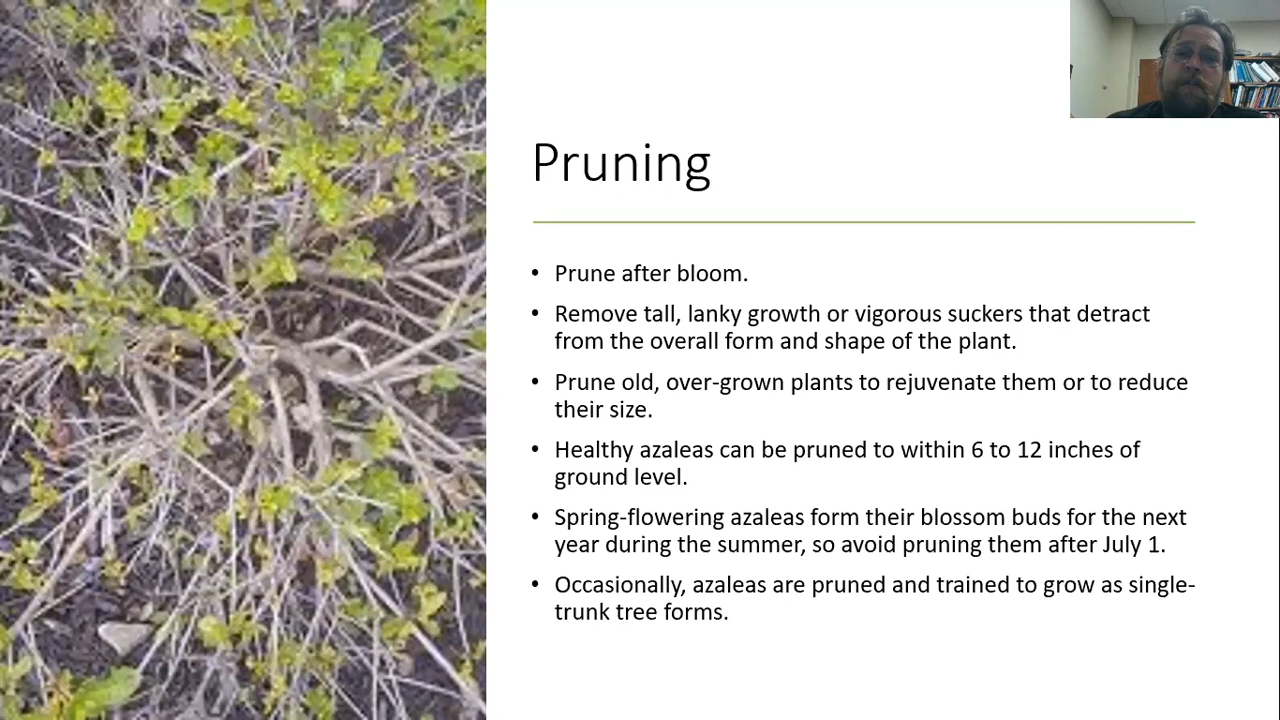 Pruning
• Prune after bloom.
• Remove tall, lanky growth or vigorous suckers that detract
from the overall form and shape of the plant.
• Prune old, over-grown plants to rejuvenate them or to reduce
their size.
• Healthy azaleas can be pruned to within 6 to 12 inches of
ground level.
• Spring-flowering azaleas form their blossom buds for the next
year during the summer, so avoid pruning them after July 1.
• Occasionally, azaleas are pruned and trained to grow as single-
trunk tree forms.